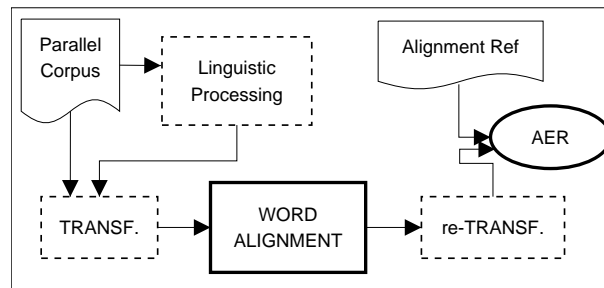 Parallel
Corpus
Linguistic
Processing
Alignment Ref
AER
TRANSF.
WORD
ALIGNMENT
re-TRANSF.